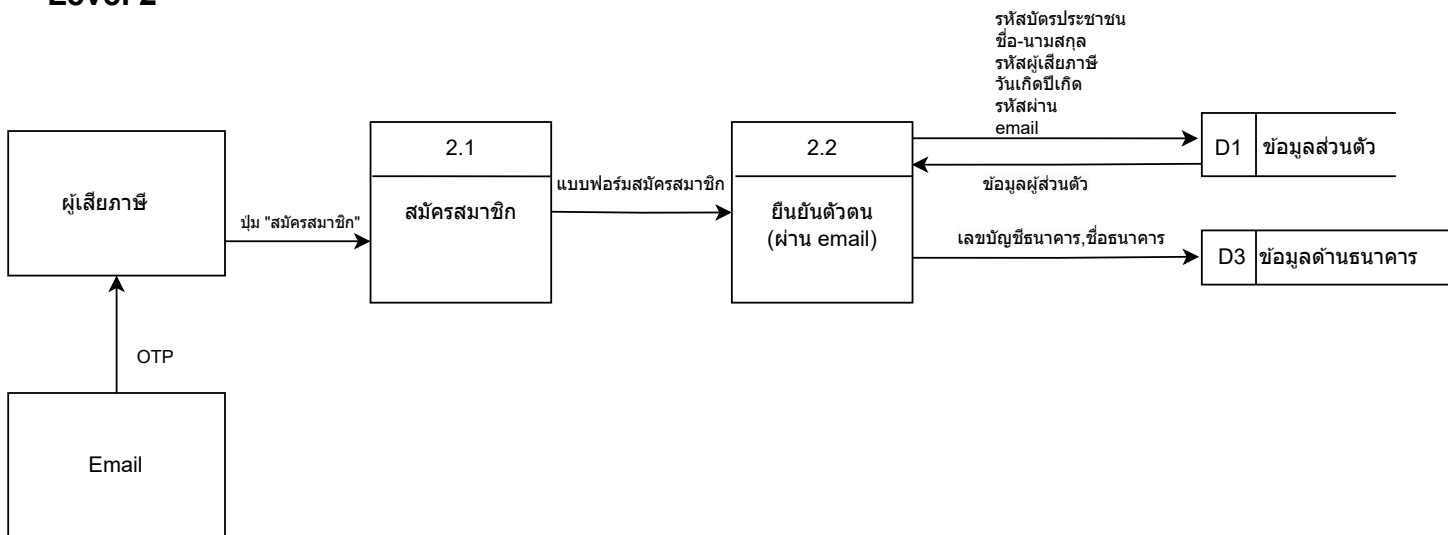 Level 2
รหัสบัตรประชาชน
ชื่อ-นามสกุล
รหัสผู้เสียภาษี
วันเกิดปีเกิด
รหัสผ่าน
email
ผู้เสียภาษี
ปุ่ม "สมัครสมาชิก"
2.1
สมัครสมาชิก
แบบฟอร์มสมัครสมาชิก
2.2
ยืนยันตัวตน
(ผ่าน email)
D1 ข้อมูลส่วนตัว
ข้อมูลผู้ส่วนตัว
เลขบัญชีธนาคาร,ชื่อธนาคาร
D3 ข้อมูลด้านธนาคาร
OTP
Email